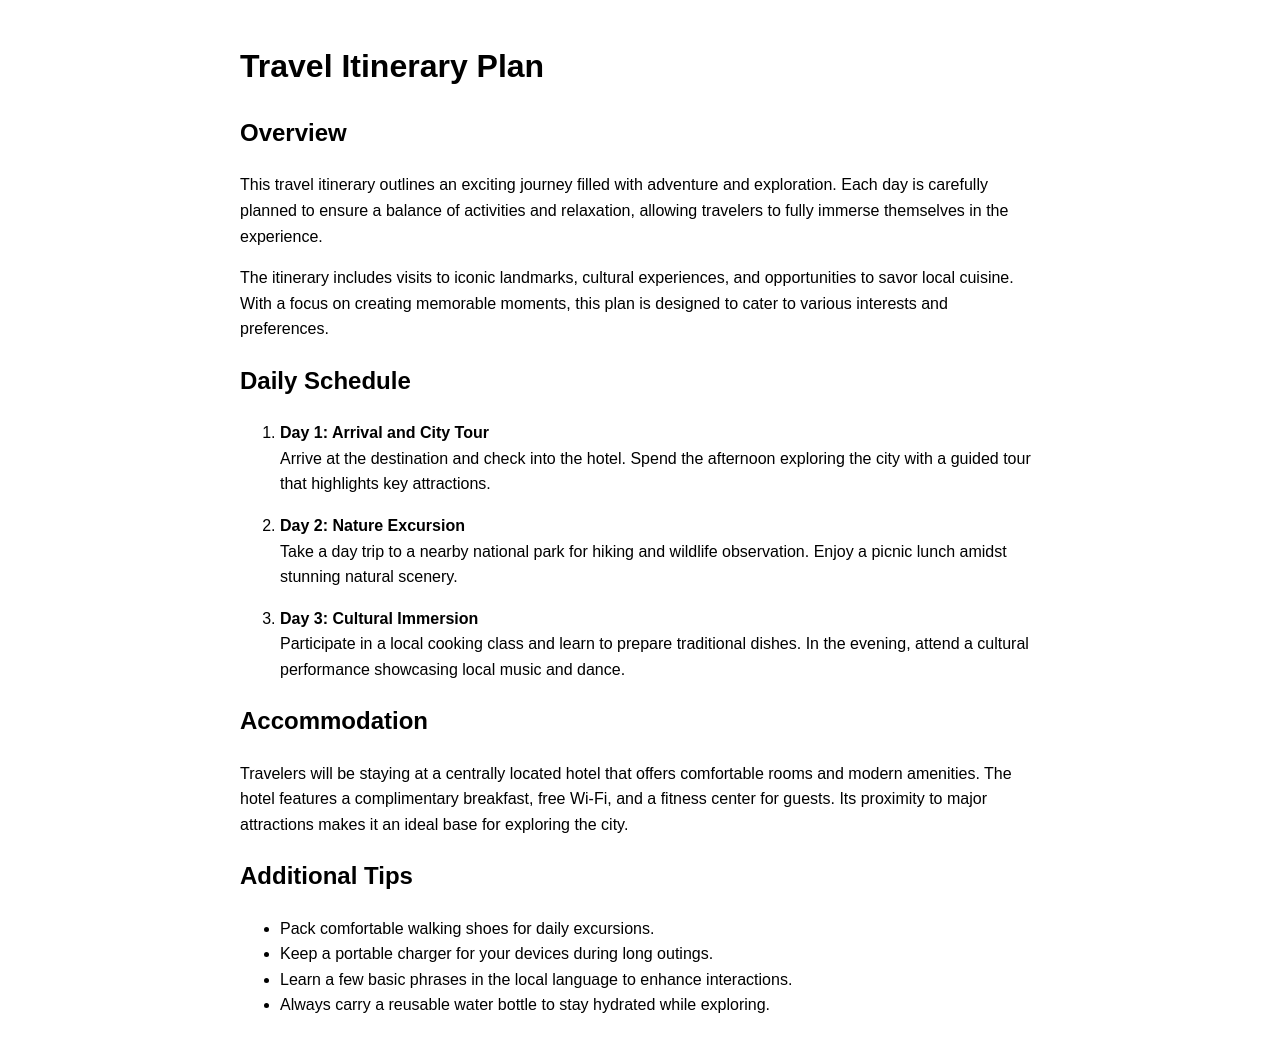 Travel Itinerary Plan
Overview
This travel itinerary outlines an exciting journey filled with adventure and exploration. Each day is carefully
planned to ensure a balance of activities and relaxation, allowing travelers to fully immerse themselves in the
experience.
The itinerary includes visits to iconic landmarks, cultural experiences, and opportunities to savor local cuisine.
With a focus on creating memorable moments, this plan is designed to cater to various interests and
preferences.
Daily Schedule
1. Day 1: Arrival and City Tour
Arrive at the destination and check into the hotel. Spend the afternoon exploring the city with a guided tour
that highlights key attractions.
2. Day 2: Nature Excursion
Take a day trip to a nearby national park for hiking and wildlife observation. Enjoy a picnic lunch amidst
stunning natural scenery.
3. Day 3: Cultural Immersion
Participate in a local cooking class and learn to prepare traditional dishes. In the evening, attend a cultural
performance showcasing local music and dance.
Accommodation
Travelers will be staying at a centrally located hotel that offers comfortable rooms and modern amenities. The
hotel features a complimentary breakfast, free Wi-Fi, and a fitness center for guests. Its proximity to major
attractions makes it an ideal base for exploring the city.
Additional Tips
• Pack comfortable walking shoes for daily excursions.
• Keep a portable charger for your devices during long outings.
• Learn a few basic phrases in the local language to enhance interactions.
• Always carry a reusable water bottle to stay hydrated while exploring.